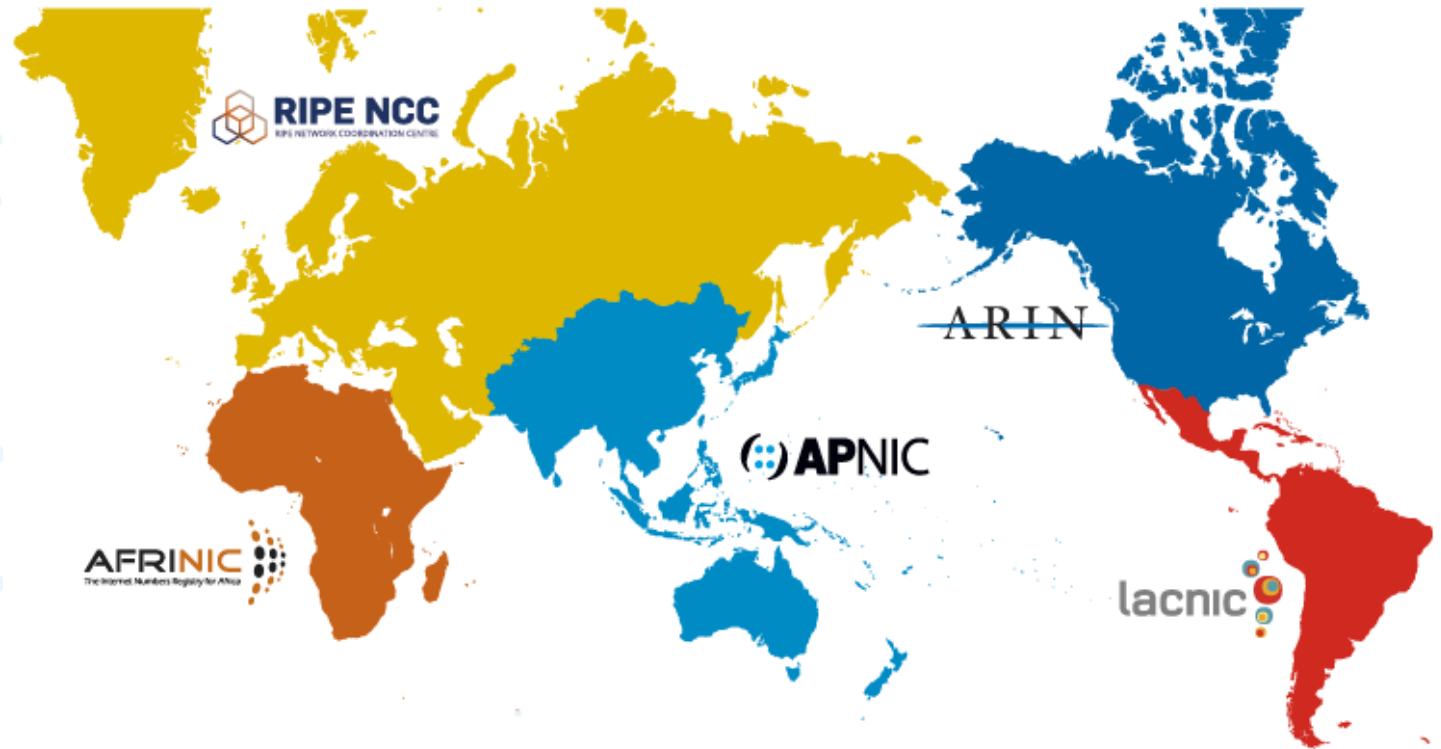 RIPE NCC
RIPE NETWORK COORDINATION CENTRE
ARIN
APNIC
AFRINIC
The Internet Numbers Registry for Africa
lacnic